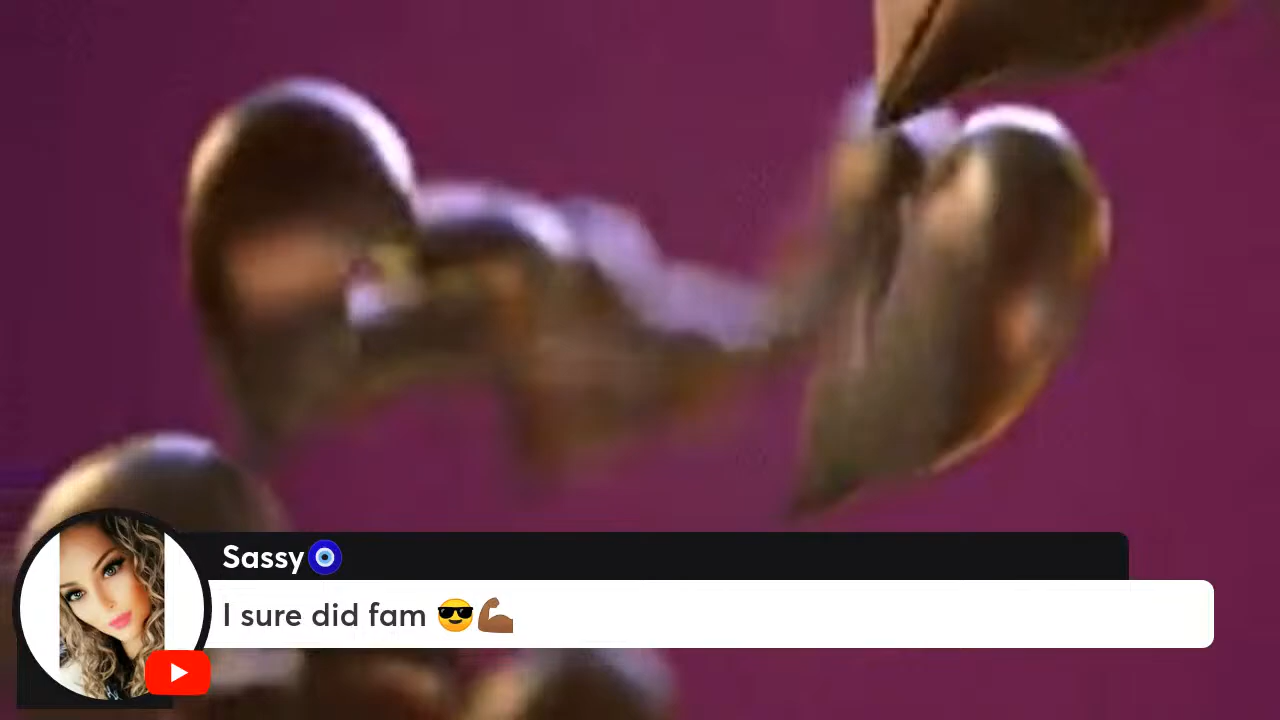 Sassy🧿
I sure did fam 😎💪🏾